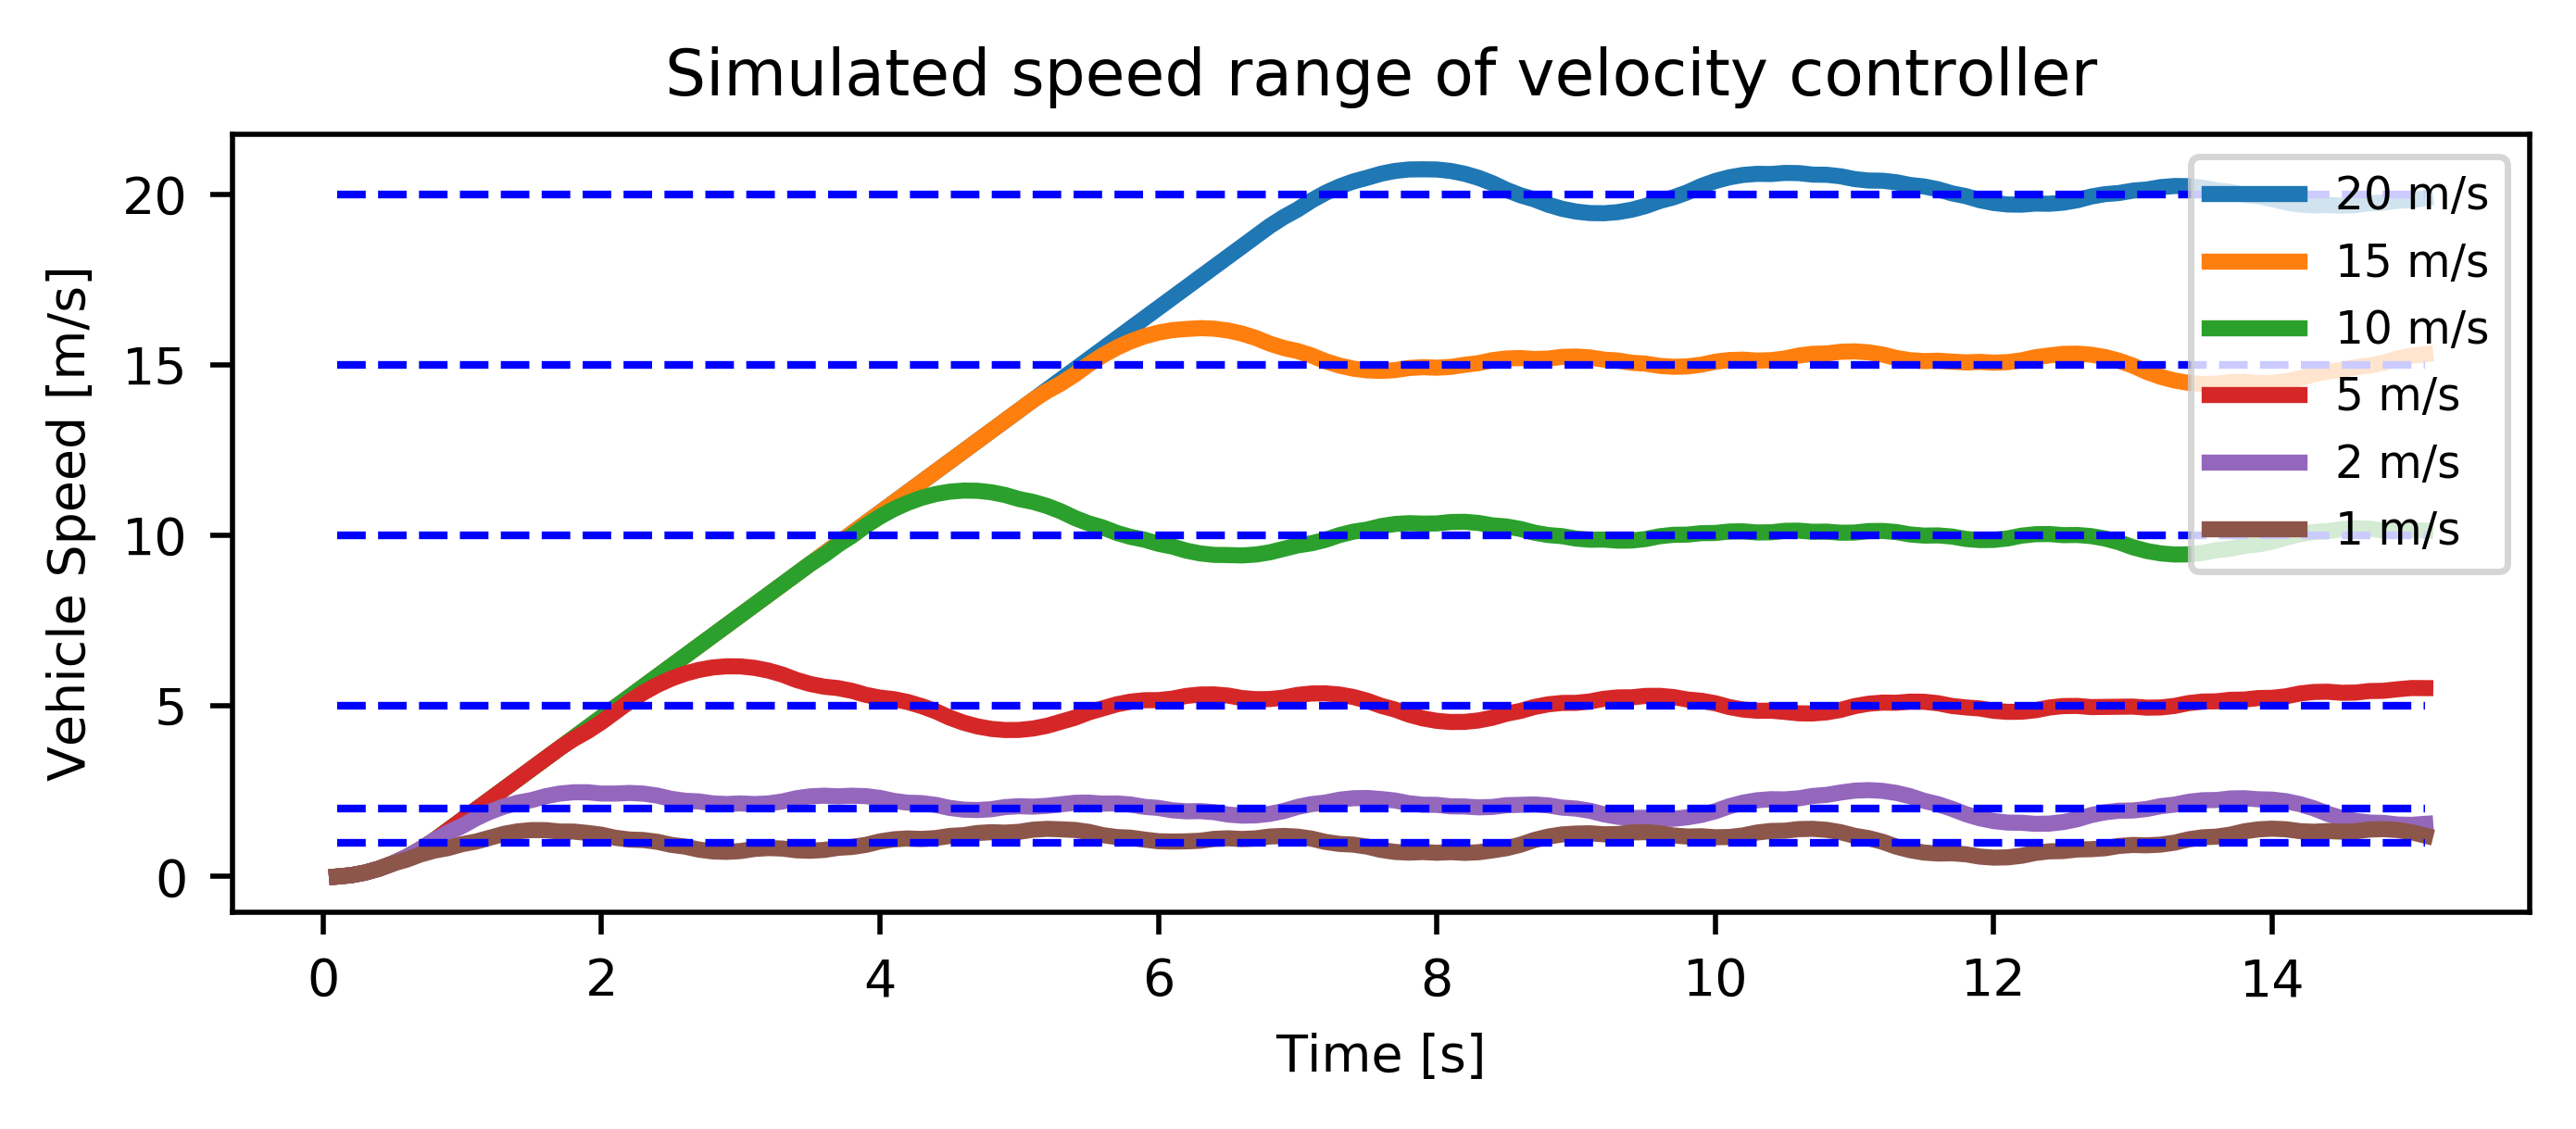 Simulated speed range of velocity controller
Vehicle Speed [m/s]
20
15
10
5
0
20 m/s
15 m/s
10 m/s
5 m/s
2 m/s
1 m/s
0 2 4 6 8 10 12 14
Time [s]